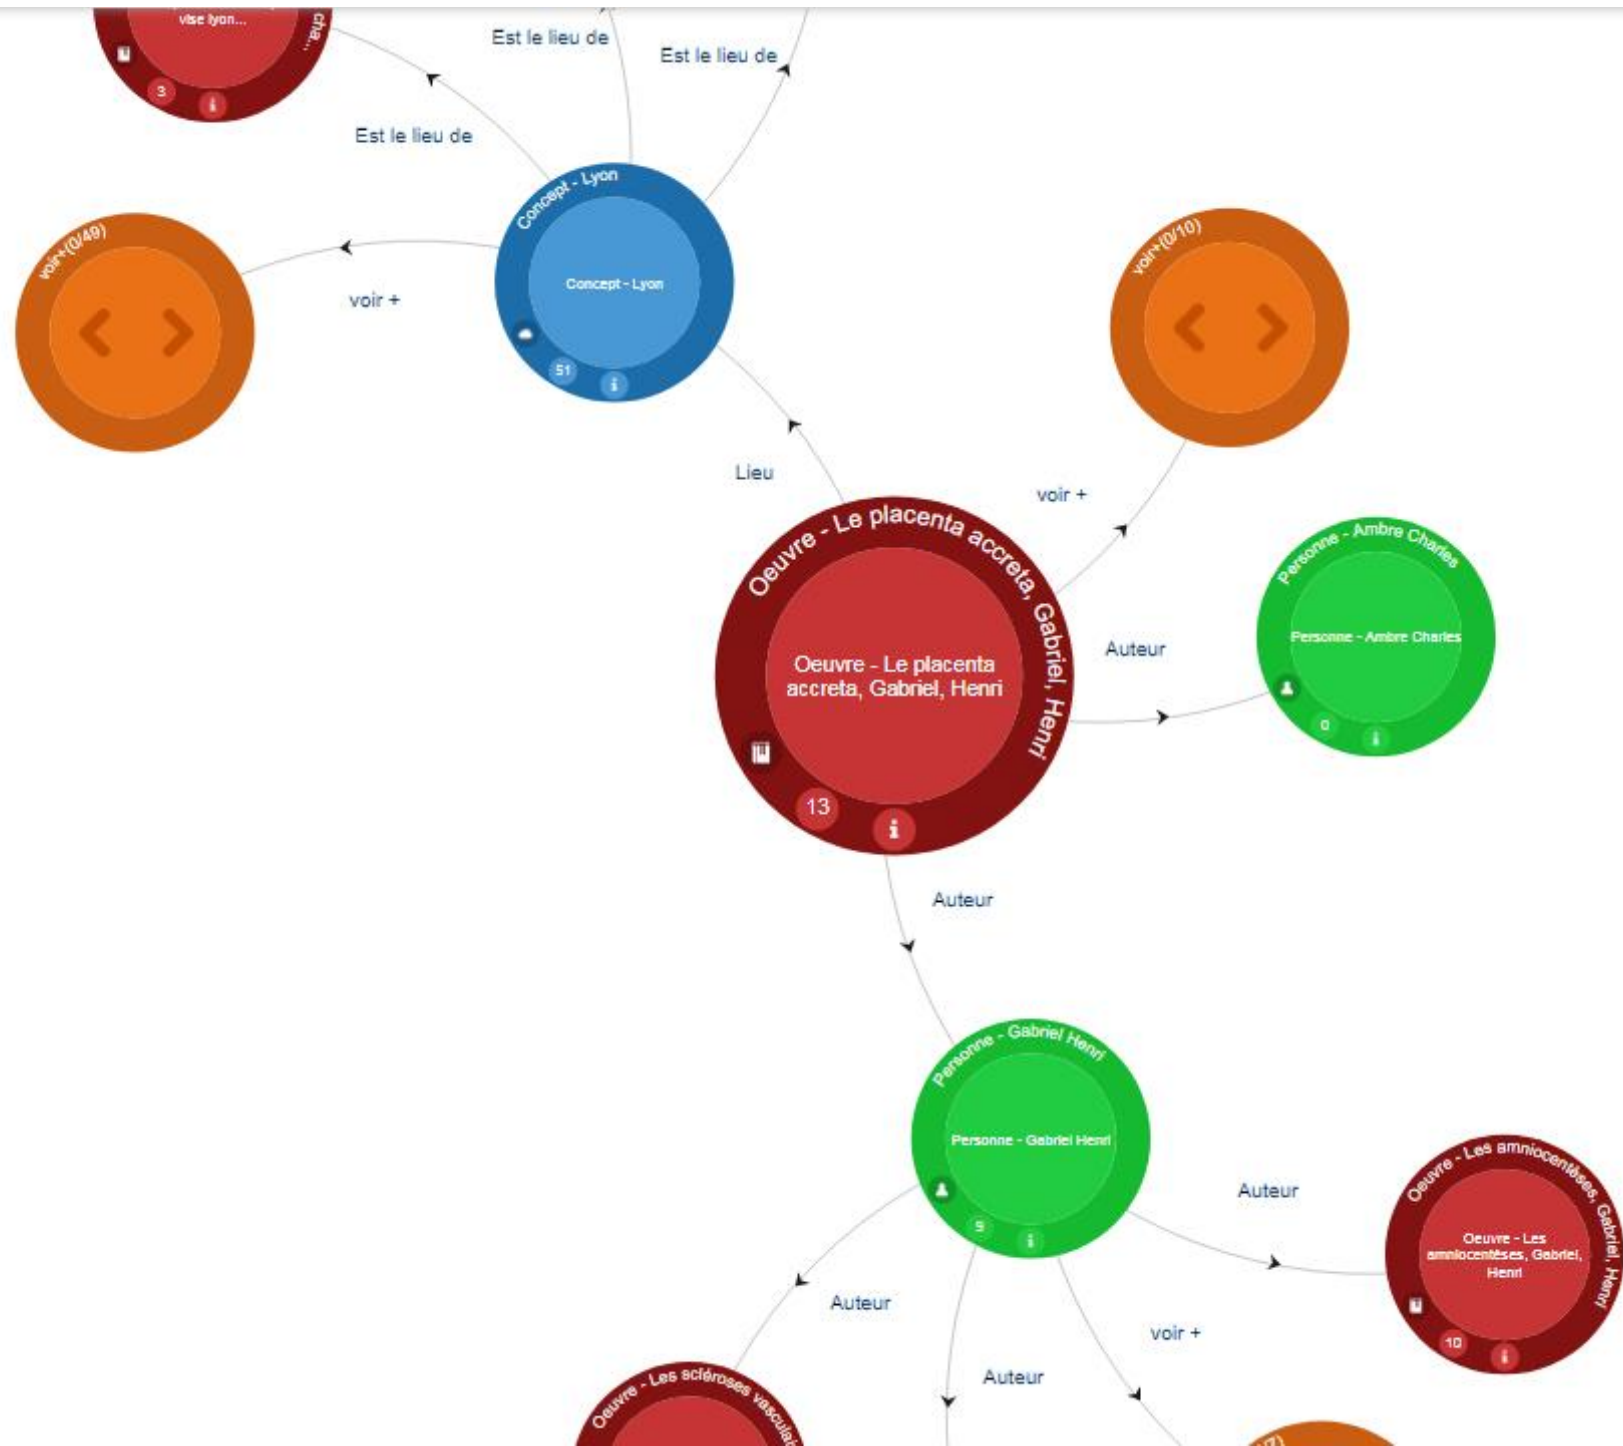 vise lyon...
cha...
3
Est le lieu de
Est le lieu de
Est le lieu de
Concept - Lyon
Concept - Lyon
51
voir+(0/49)
voir +
voir+(0/10)
voir +
Lieu
Oeuvre - Le placenta accreta, Gabriel, Henri
Oeuvre - Le placenta
accreta, Gabriel, Henri
13
Auteur
Personne - Ambre Charles
Personne - Ambre Charles
0
Auteur
Personne - Gabriel Henri
Personne - Gabriel Henri
9
Auteur
Oeuvre - Les amniocentèses, Gabriel, Henri
Oeuvre - Les
amniocentèses, Gabriel,
Henri
10
Auteur
voir +
Auteur
Oeuvre - Les scléroses vasculai